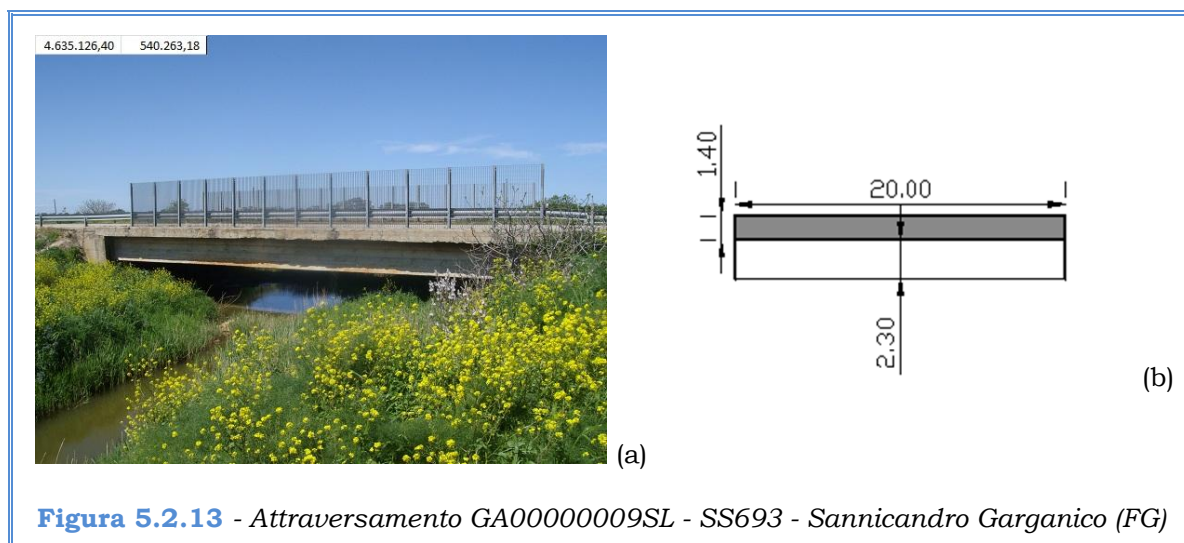 4.635.126,40 540.263,18
1.40
20.00
2.30
(b)
(a)
Figura 5.2.13 - Attraversamento GA00000009SL - SS693 - Sannicandro Garganico (FG)